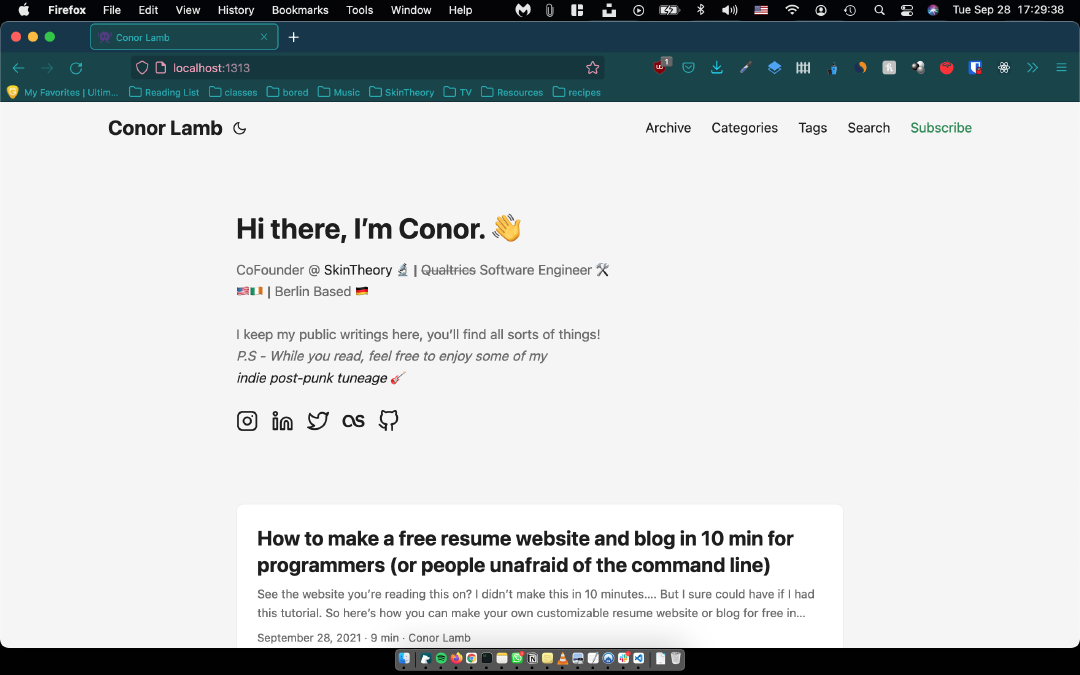 Firefox File Edit View History Bookmarks Tools Window Help Tue Sep 28 17:29:38
Conor Lamb
localhost:1313
1
My Favorites | Ultim... Reading List classes bored Music SkinTheory TV Resources recipes
Conor Lamb Archive Categories Tags Search Subscribe
Hi there, I’m Conor. 👋
CoFounder @ SkinTheory 🔬 | Qualtrics Software Engineer 🛠
🇺🇸🇮🇪 | Berlin Based 🇩🇪
I keep my public writings here, you’ll find all sorts of things!
P.S - While you read, feel free to enjoy some of my
indie post-punk tuneage 🎸
How to make a free resume website and blog in 10 min for
programmers (or people unafraid of the command line)
See the website you’re reading this on? I didn’t make this in 10 minutes.... But I sure could have if I had
this tutorial. So here’s how you can make your own customizable resume website or blog for free in...
September 28, 2021 · 9 min · Conor Lamb